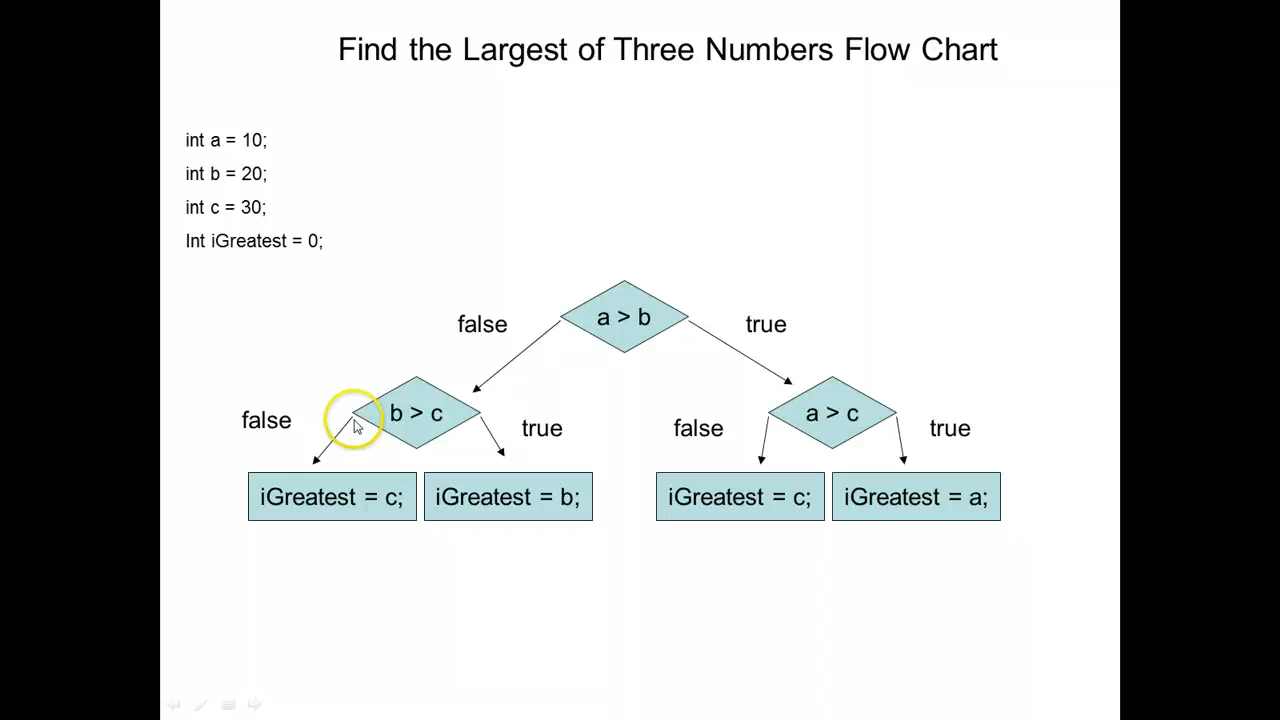 Find the Largest of Three Numbers Flow Chart
int a = 10;
int b = 20;
int c = 30;
Int iGreatest = 0;
a > b
false
true
b > c
a > c
false
true
false
true
iGreatest = c;
iGreatest = b;
iGreatest = c;
iGreatest = a;